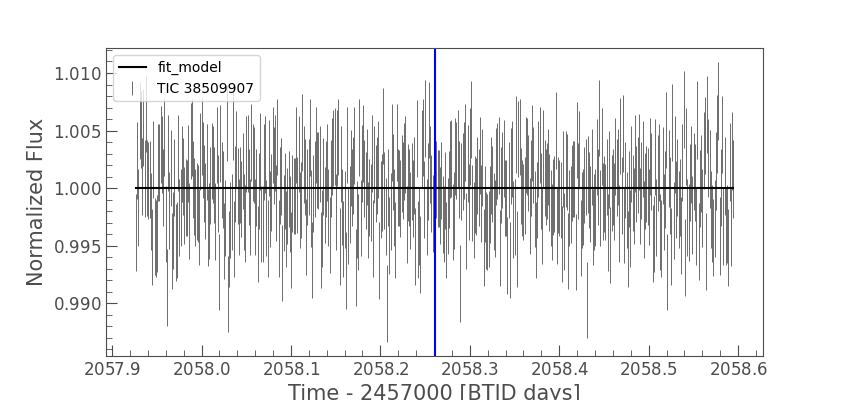 fit_model
TIC 38509907
Normalized Flux
1.010
1.005
1.000
0.995
0.990
2057.9 2058.0 2058.1 2058.2 2058.3 2058.4 2058.5 2058.6
Time - 2457000 [BTJD days]